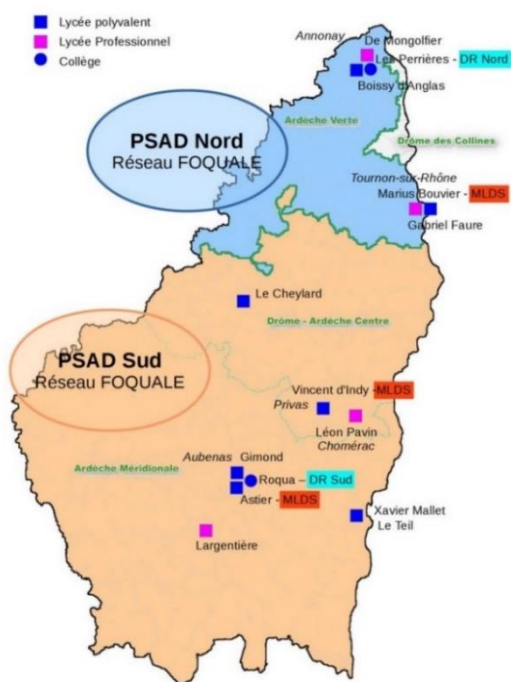 Lycée polyvalent
Lycée Professionnel
Collège
Annonay
De Mongolfier
Les Perrières - DR Nord
Boissy d'Anglas
Ardèche Verte
PSAD Nord
Réseau FOQUALE
Drôme des Collines
Tournon-sur-Rhône
Marius Bouvier - MLDS
Gabriel Faure
Le Cheylard
Drôme - Ardèche Centre
PSAD Sud
Réseau FOQUALE
Vincent d'Indy -MLDS
Privas
Léon Pavin
Chomérac
Aubenas Gimond
Ardèche Méridionale
Roqua – DR Sud
Astier - MLDS
Xavier Mallet
Le Teil
Largentière